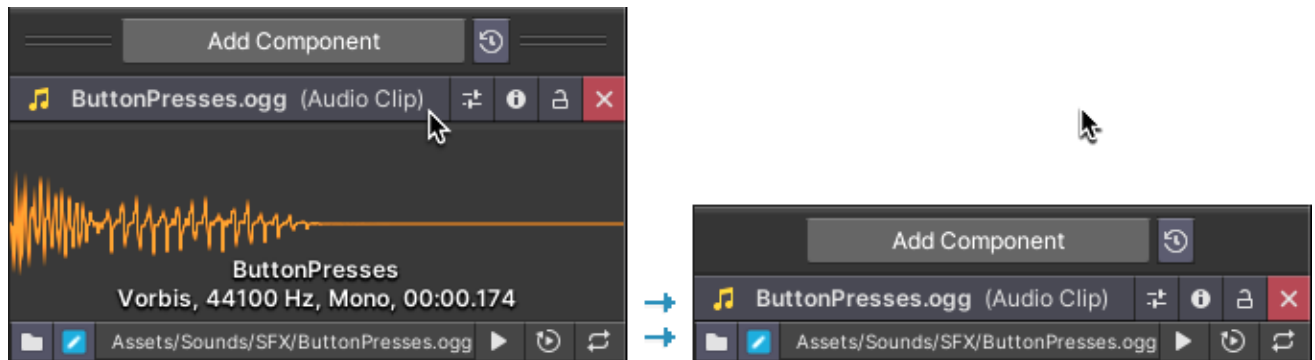 Add Component
ButtonPresses.ogg (Audio Clip)
ButtonPresses
Vorbis, 44100 Hz, Mono, 00:00.174
Assets/Sounds/SFX/ButtonPresses.ogg
Add Component
ButtonPresses.ogg (Audio Clip)
Assets/Sounds/SFX/ButtonPresses.ogg